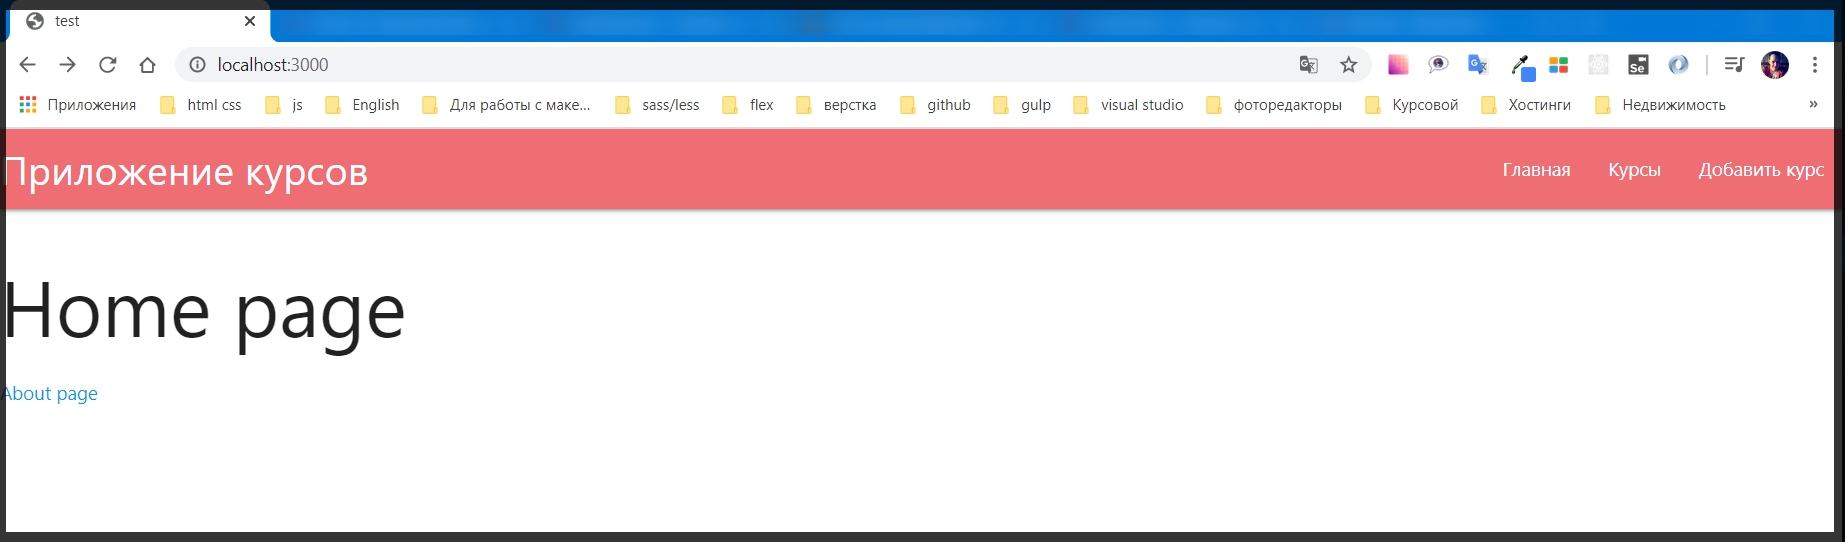 test
localhost:3000
Приложения html css js English Для работы с маке... sass/less flex верстка github gulp visual studio фоторедакторы Курсовой Хостинги Недвижимость »
Приложение курсов Главная Курсы Добавить курс
Home page
About page